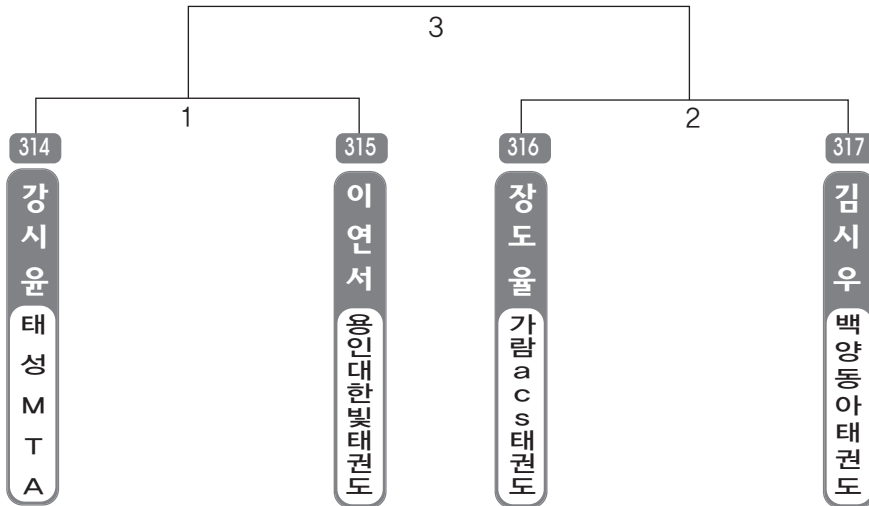 3
1
2
314
315
316
317
강시윤
태성MTA
이연서
용인대한빛태권도
장도율
가람acs태권도
김시우
백양동아태권도